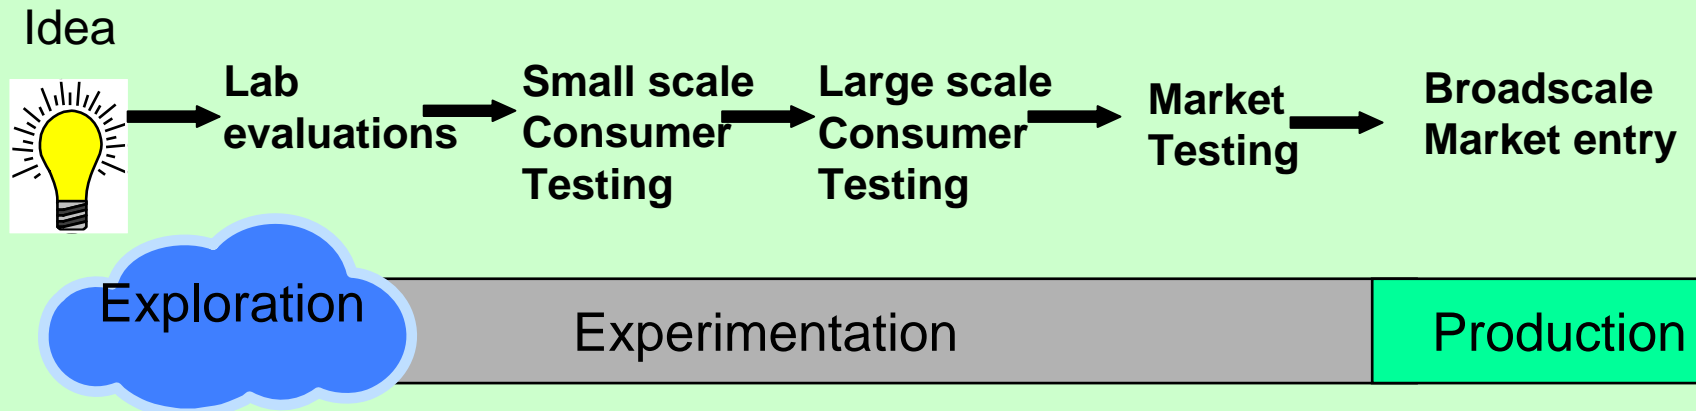 Idea
Lab
evaluations
Small scale
Consumer
Testing
Large scale
Consumer
Testing
Market
Testing
Broadscale
Market entry
Exploration
Experimentation
Production